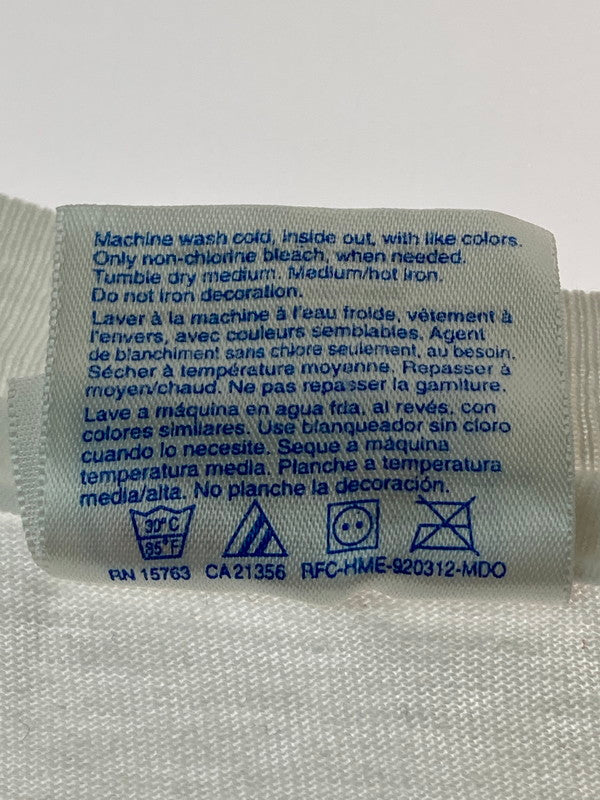 Machine wash cold, inside out, with like colors.
Only non-chlorine bleach, when needed.
Tumble dry medium. Medium/hot iron.
Do not iron decoration.
Laver à la machine à l'eau froide, vêtement à
l'envers, avec couleurs semblables. Agent
de blanchiment sans chlore seulement, au besoin.
Sécher à température moyenne. Repasser à
moyen/chaud. Ne pas repasser la garniture.
Lave a máquina en agua fría, al revés, con
colores similares. Use blanqueador sin cloro
cuando lo necesite. Seque a máquina
temperatura media. Planche a temperatura
media/alta. No planche la decoración.
30°C
85°F
RN 15763 CA 21356 RFC-HME-920312-MDO